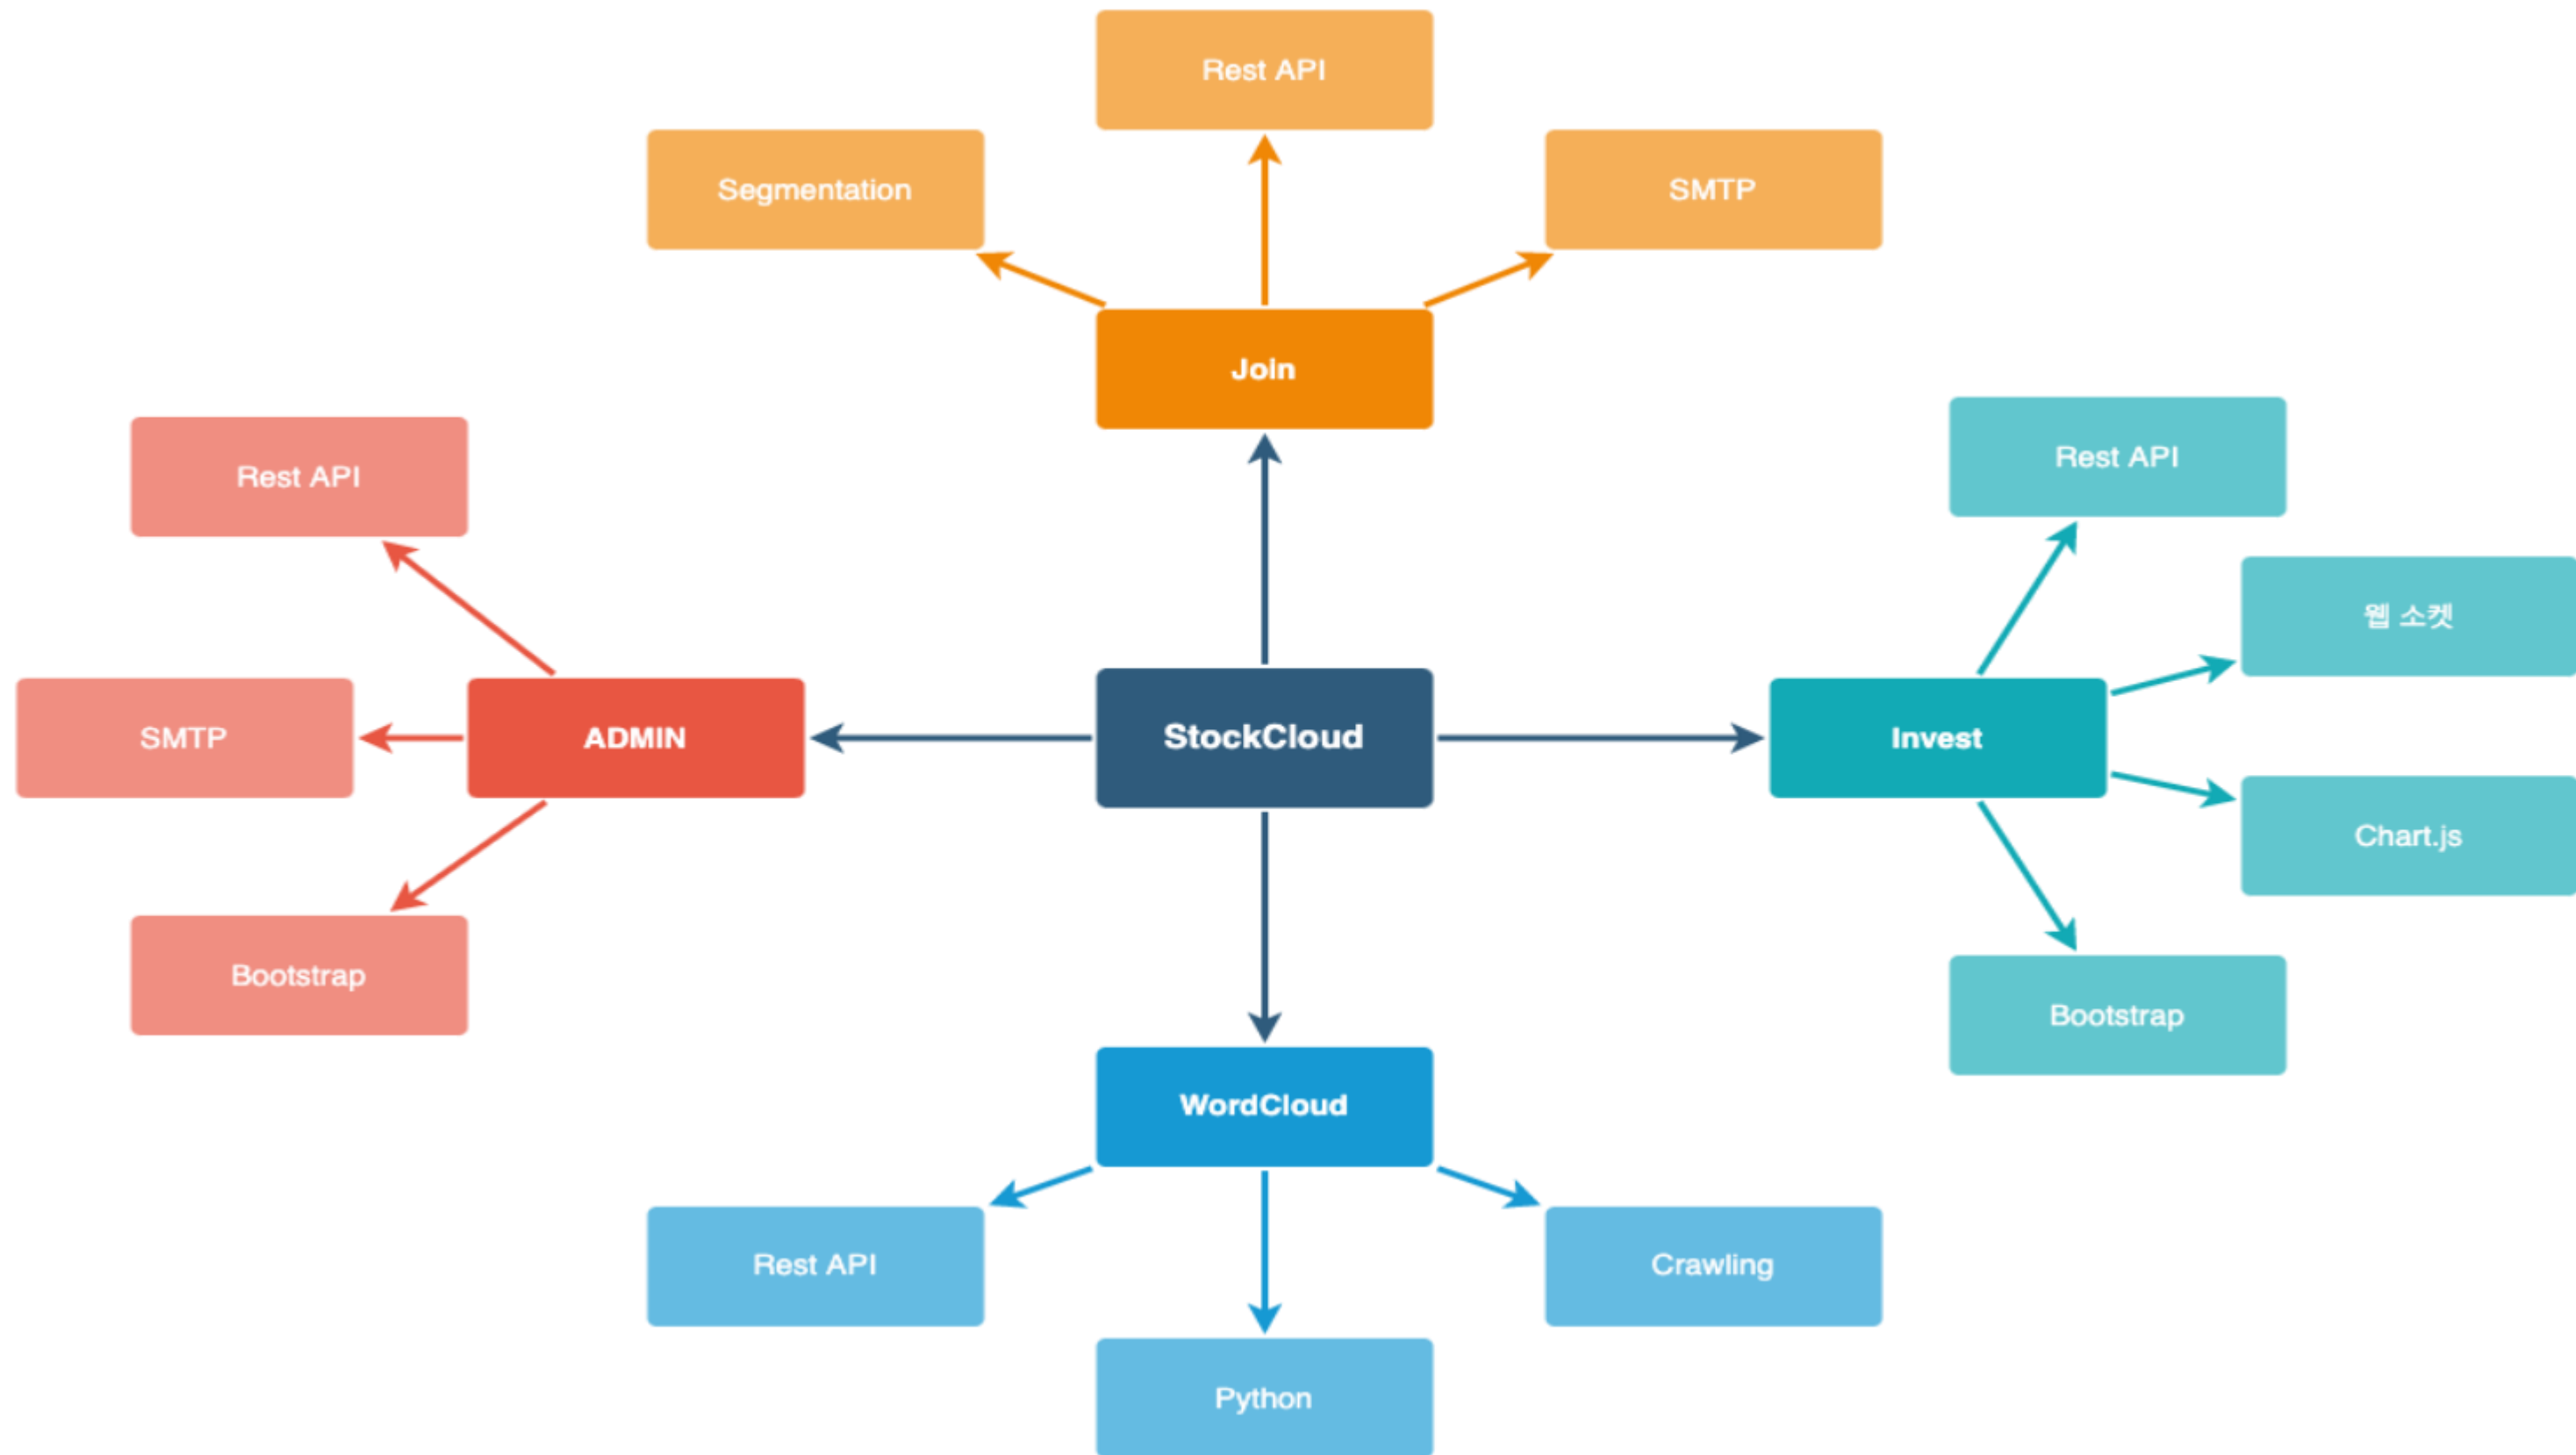 Rest API
Segmentation
SMTP
Join
Rest API
Rest API
웹 소켓
SMTP
ADMIN
StockCloud
Invest
Chart.js
Bootstrap
Bootstrap
WordCloud
Rest API
Crawling
Python